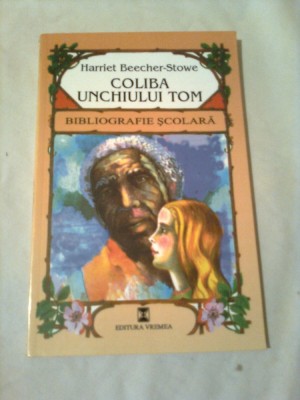 Harriet Beecher-Stowe
COLIBA
UNCHIULUI TOM
BIBLIOGRAFIE ŞCOLARĂ
EDITURA VREMEA